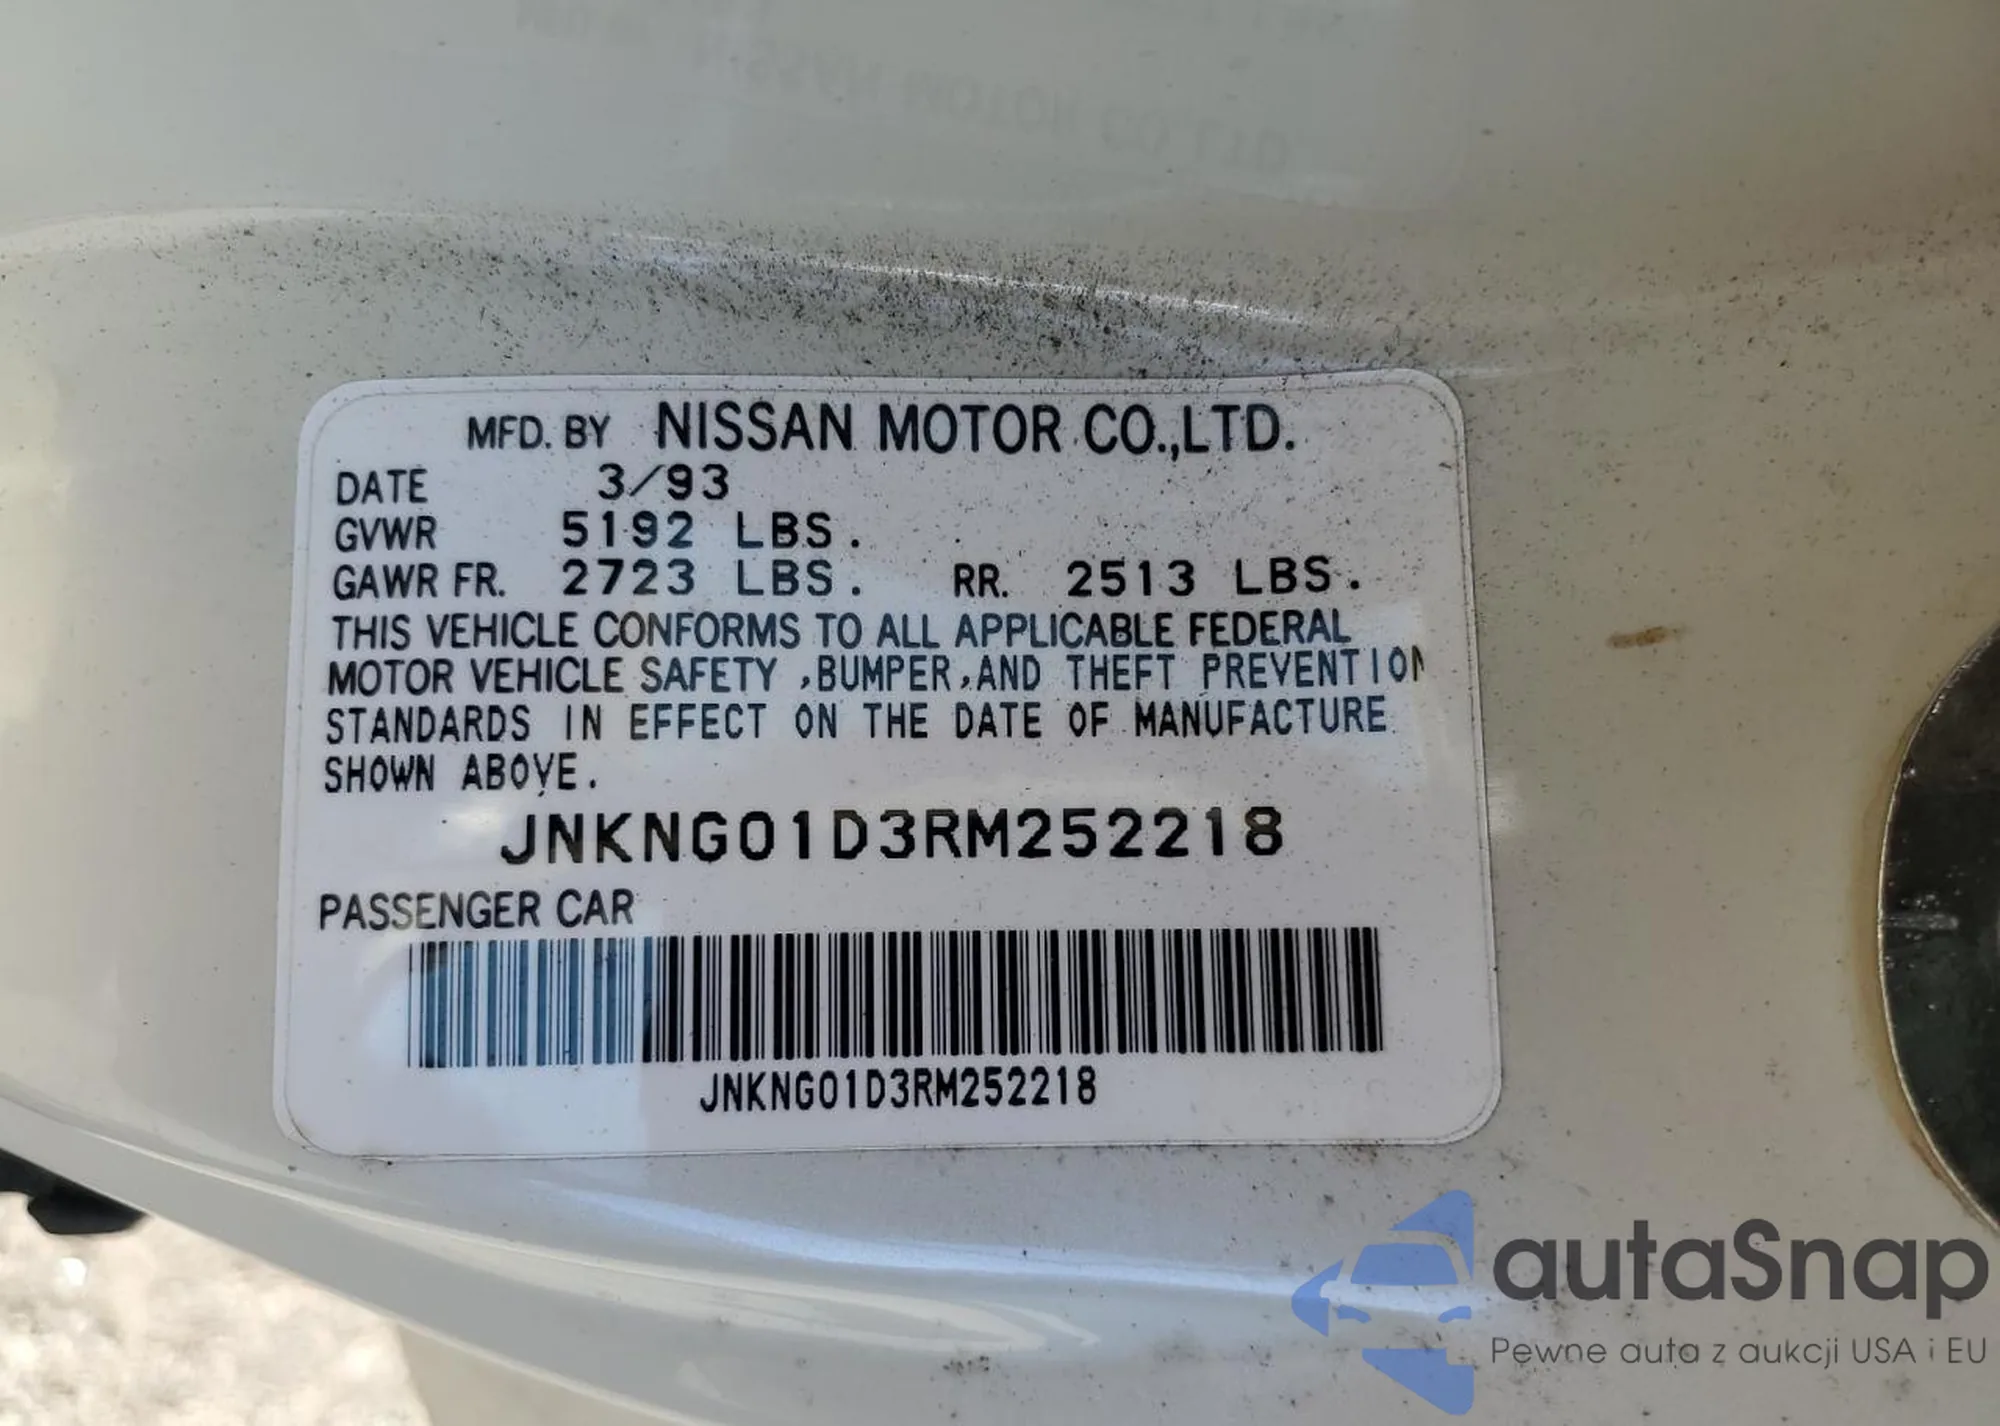 MFD. BY NISSAN MOTOR CO.,LTD.
DATE 3/93
GVWR 5192 LBS.
GAWR FR. 2723 LBS. RR. 2513 LBS.
THIS VEHICLE CONFORMS TO ALL APPLICABLE FEDERAL
MOTOR VEHICLE SAFETY ,BUMPER,AND THEFT PREVENTION
STANDARDS IN EFFECT ON THE DATE OF MANUFACTURE
SHOWN ABOVE.
JNKNG01D3RM252218
PASSENGER CAR
JNKNG01D3RM252218
autaSnap
Pewne auta z aukcji USA i EU